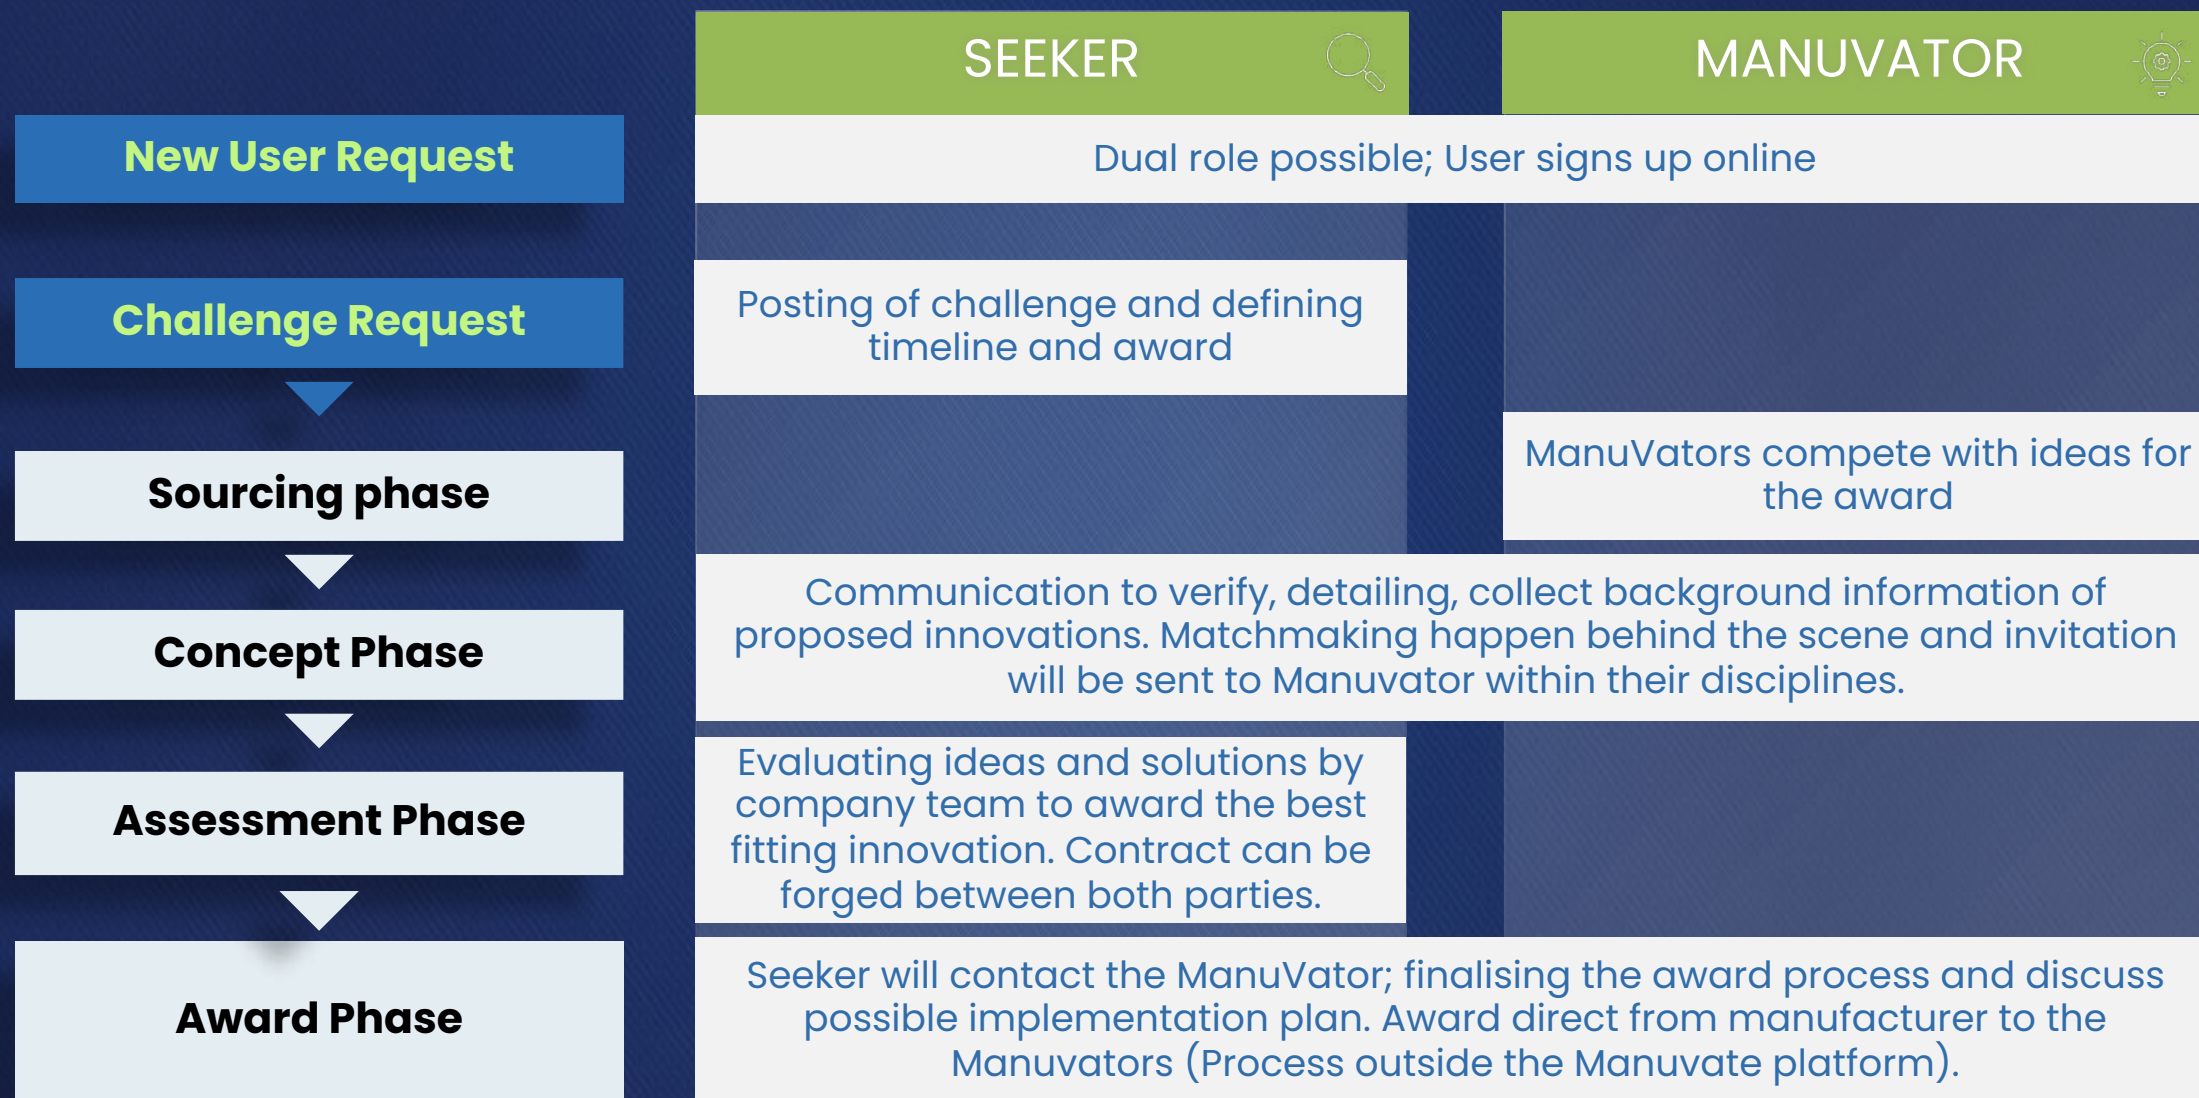 SEEKER
MANUVATOR
New User Request
Dual role possible; User signs up online
Challenge Request
Posting of challenge and defining
timeline and award
Sourcing phase
ManuVators compete with ideas for
the award
Concept Phase
Communication to verify, detailing, collect background information of
proposed innovations. Matchmaking happen behind the scene and invitation
will be sent to Manuvator within their disciplines.
Assessment Phase
Evaluating ideas and solutions by
company team to award the best
fitting innovation. Contract can be
forged between both parties.
Award Phase
Seeker will contact the ManuVator; finalising the award process and discuss
possible implementation plan. Award direct from manufacturer to the
Manuvators (Process outside the Manuvate platform).